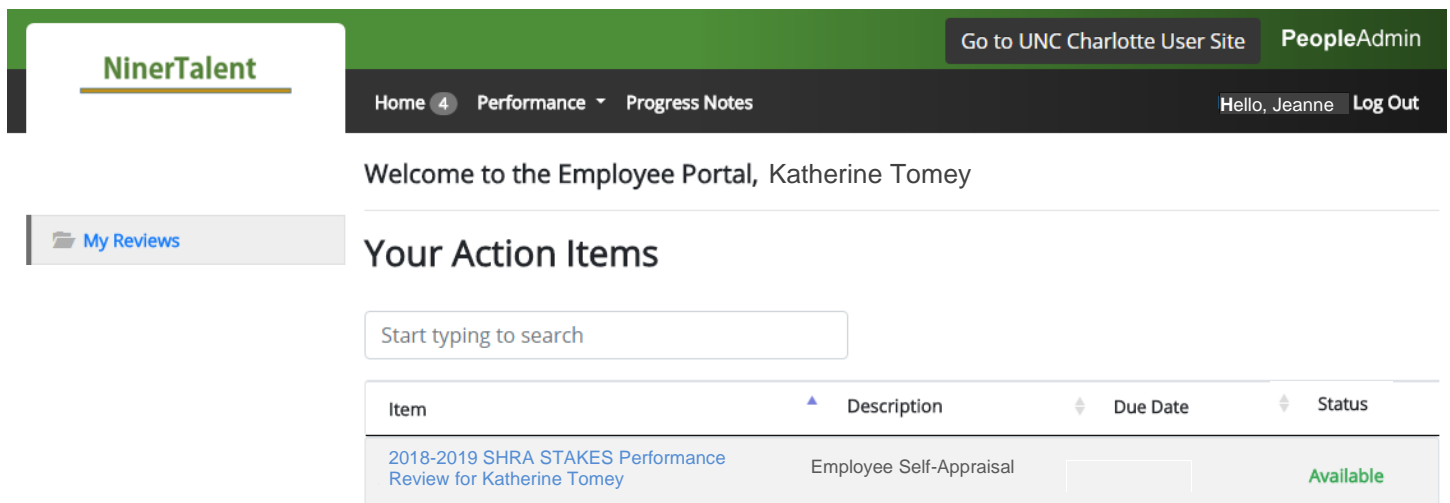 Go to UNC Charlotte User Site PeopleAdmin
NinerTalent
Home 4 Performance Progress Notes Hello, Jeanne Log Out
Welcome to the Employee Portal, Katherine Tomey
My Reviews
Your Action Items
Start typing to search
Item Description Due Date Status
2018-2019 SHRA STAKES Performance
Review for Katherine Tomey Employee Self-Appraisal Available